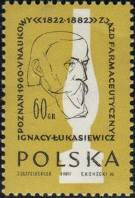 POZNAŃ·1960·V NAUKOWY
«1822-1882»
ZJAZD FARMACEUTYCZNY
60 GR
IGNACY ŁUKASIEWICZ
POLSKA